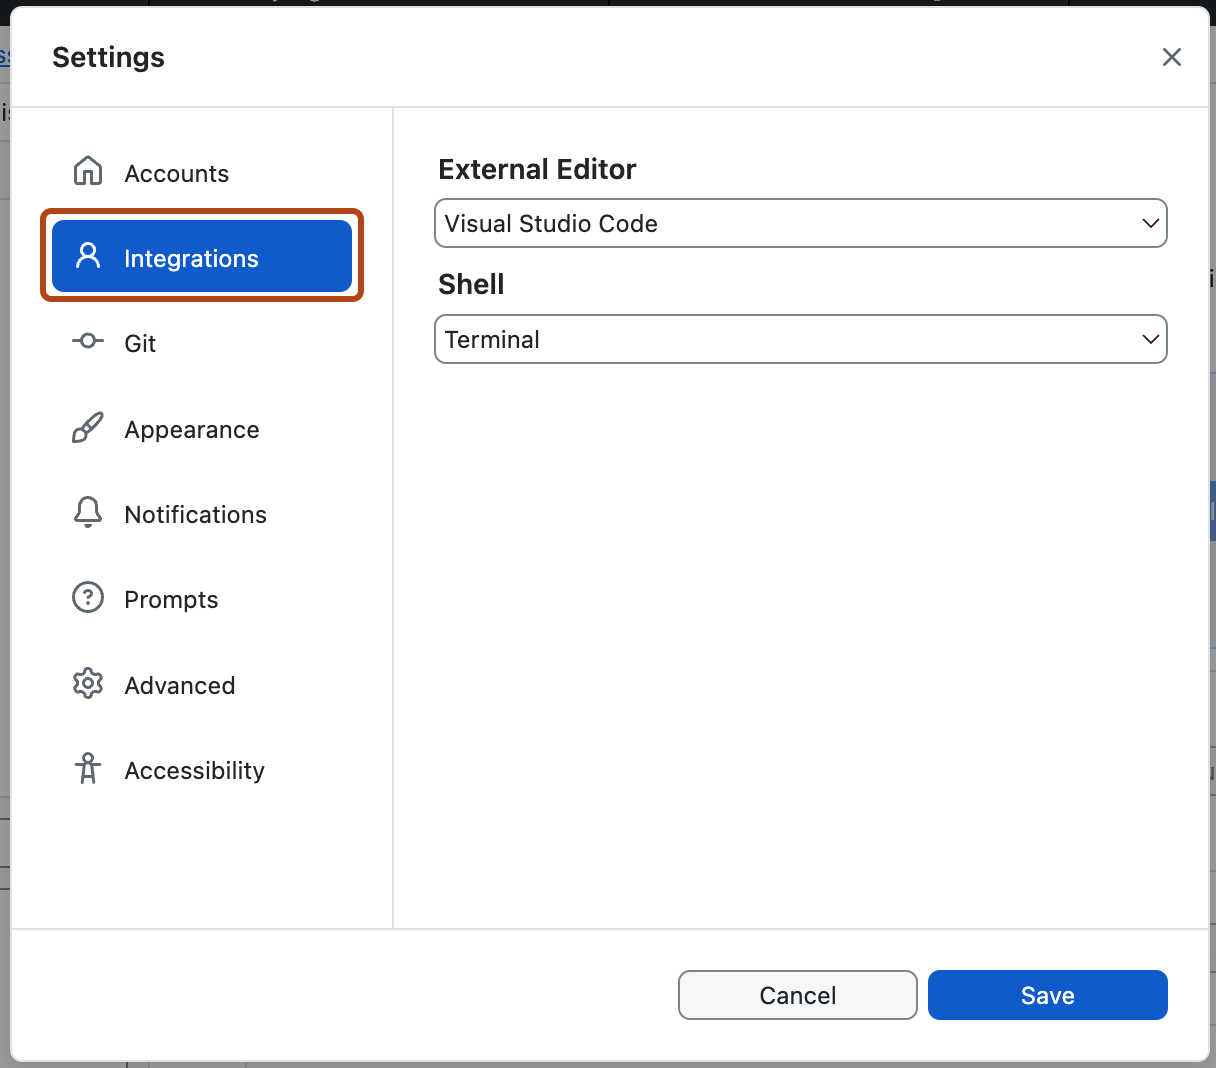 Settings
Accounts
Integrations
Git
Appearance
Notifications
Prompts
Advanced
Accessibility
External Editor
Visual Studio Code
Shell
Terminal
Cancel
Save